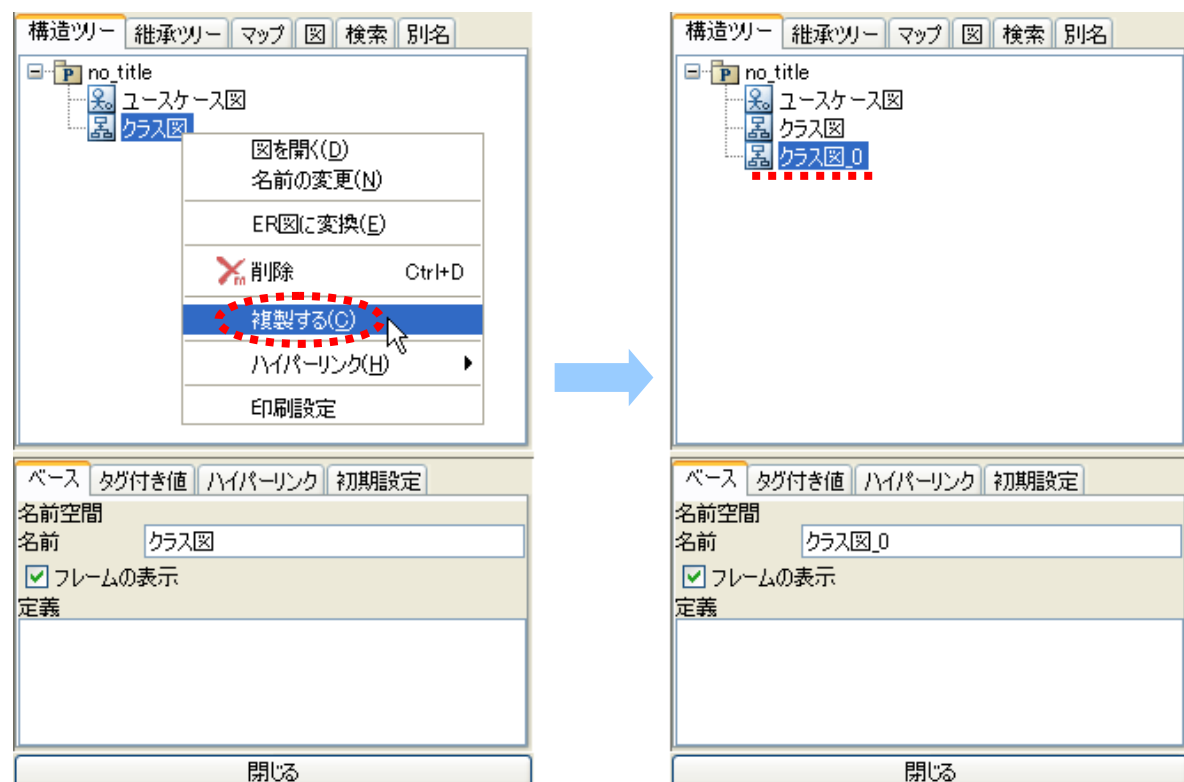 構造ツリー 継承ツリー マップ 図 検索 別名
no_title
ユースケース図
クラス図
図を開く(D)
名前の変更(N)
ER図に変換(E)
削除 Ctrl+D
複製する(C)
ハイパーリンク(H)
印刷設定
ベース タグ付き値 ハイパーリンク 初期設定
名前空間
名前 クラス図
フレームの表示
定義
閉じる
構造ツリー 継承ツリー マップ 図 検索 別名
no_title
ユースケース図
クラス図
クラス図_0
ベース タグ付き値 ハイパーリンク 初期設定
名前空間
名前 クラス図_0
フレームの表示
定義
閉じる